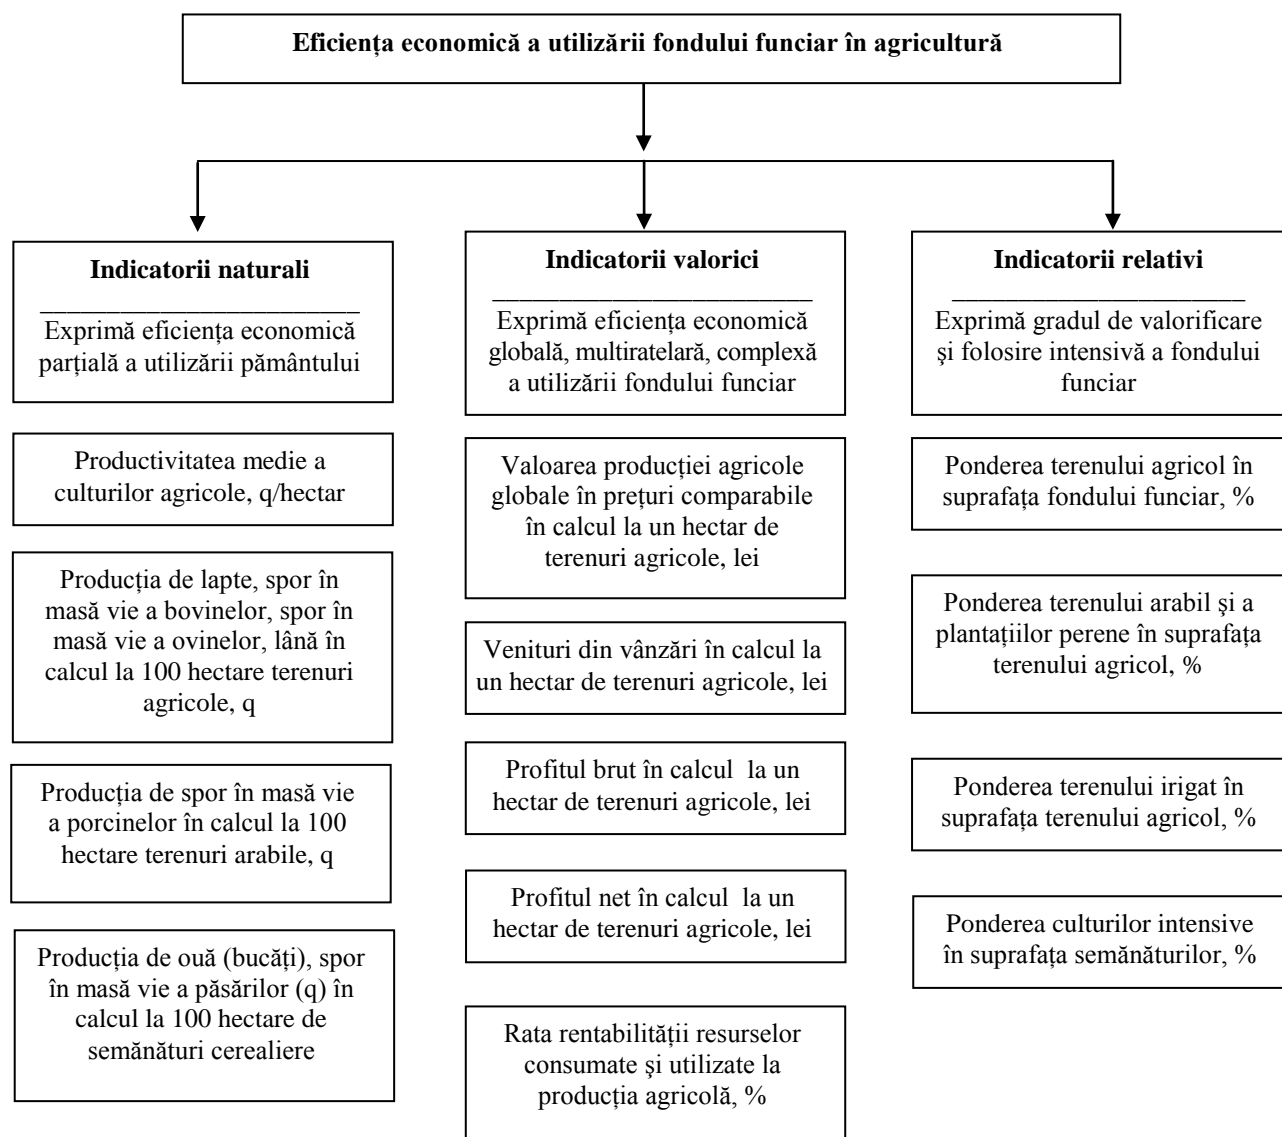 Eficiența economică a utilizării fondului funciar în agricultură
Indicatorii naturali
_________________________
Exprimă eficiența economică
parțială a utilizării pământului
Productivitatea medie a
culturilor agricole, q/hectar
Producția de lapte, spor în
masă vie a bovinelor, spor în
masă vie a ovinelor, lână în
calcul la 100 hectare terenuri
agricole, q
Producția de spor în masă vie
a porcinelor în calcul la 100
hectare terenuri arabile, q
Producția de ouă (bucăți), spor
în masă vie a păsărilor (q) în
calcul la 100 hectare de
semănături cerealiere
Indicatorii valorici
_________________________
Exprimă eficiența economică
globală, multiratelară, complexă
a utilizării fondului funciar
Valoarea producției agricole
globale în prețuri comparabile
în calcul la un hectar de
terenuri agricole, lei
Venituri din vânzări în calcul la
un hectar de terenuri agricole, lei
Profitul brut în calcul la un
hectar de terenuri agricole, lei
Profitul net în calcul la un
hectar de terenuri agricole, lei
Rata rentabilității resurselor
consumate şi utilizate la
producția agricolă, %
Indicatorii relativi
_______________________
Exprimă gradul de valorificare
şi folosire intensivă a fondului
funciar
Ponderea terenului agricol în
suprafața fondului funciar, %
Ponderea terenului arabil şi a
plantațiilor perene în suprafața
terenului agricol, %
Ponderea terenului irigat în
suprafața terenului agricol, %
Ponderea culturilor intensive
în suprafața semănăturilor, %